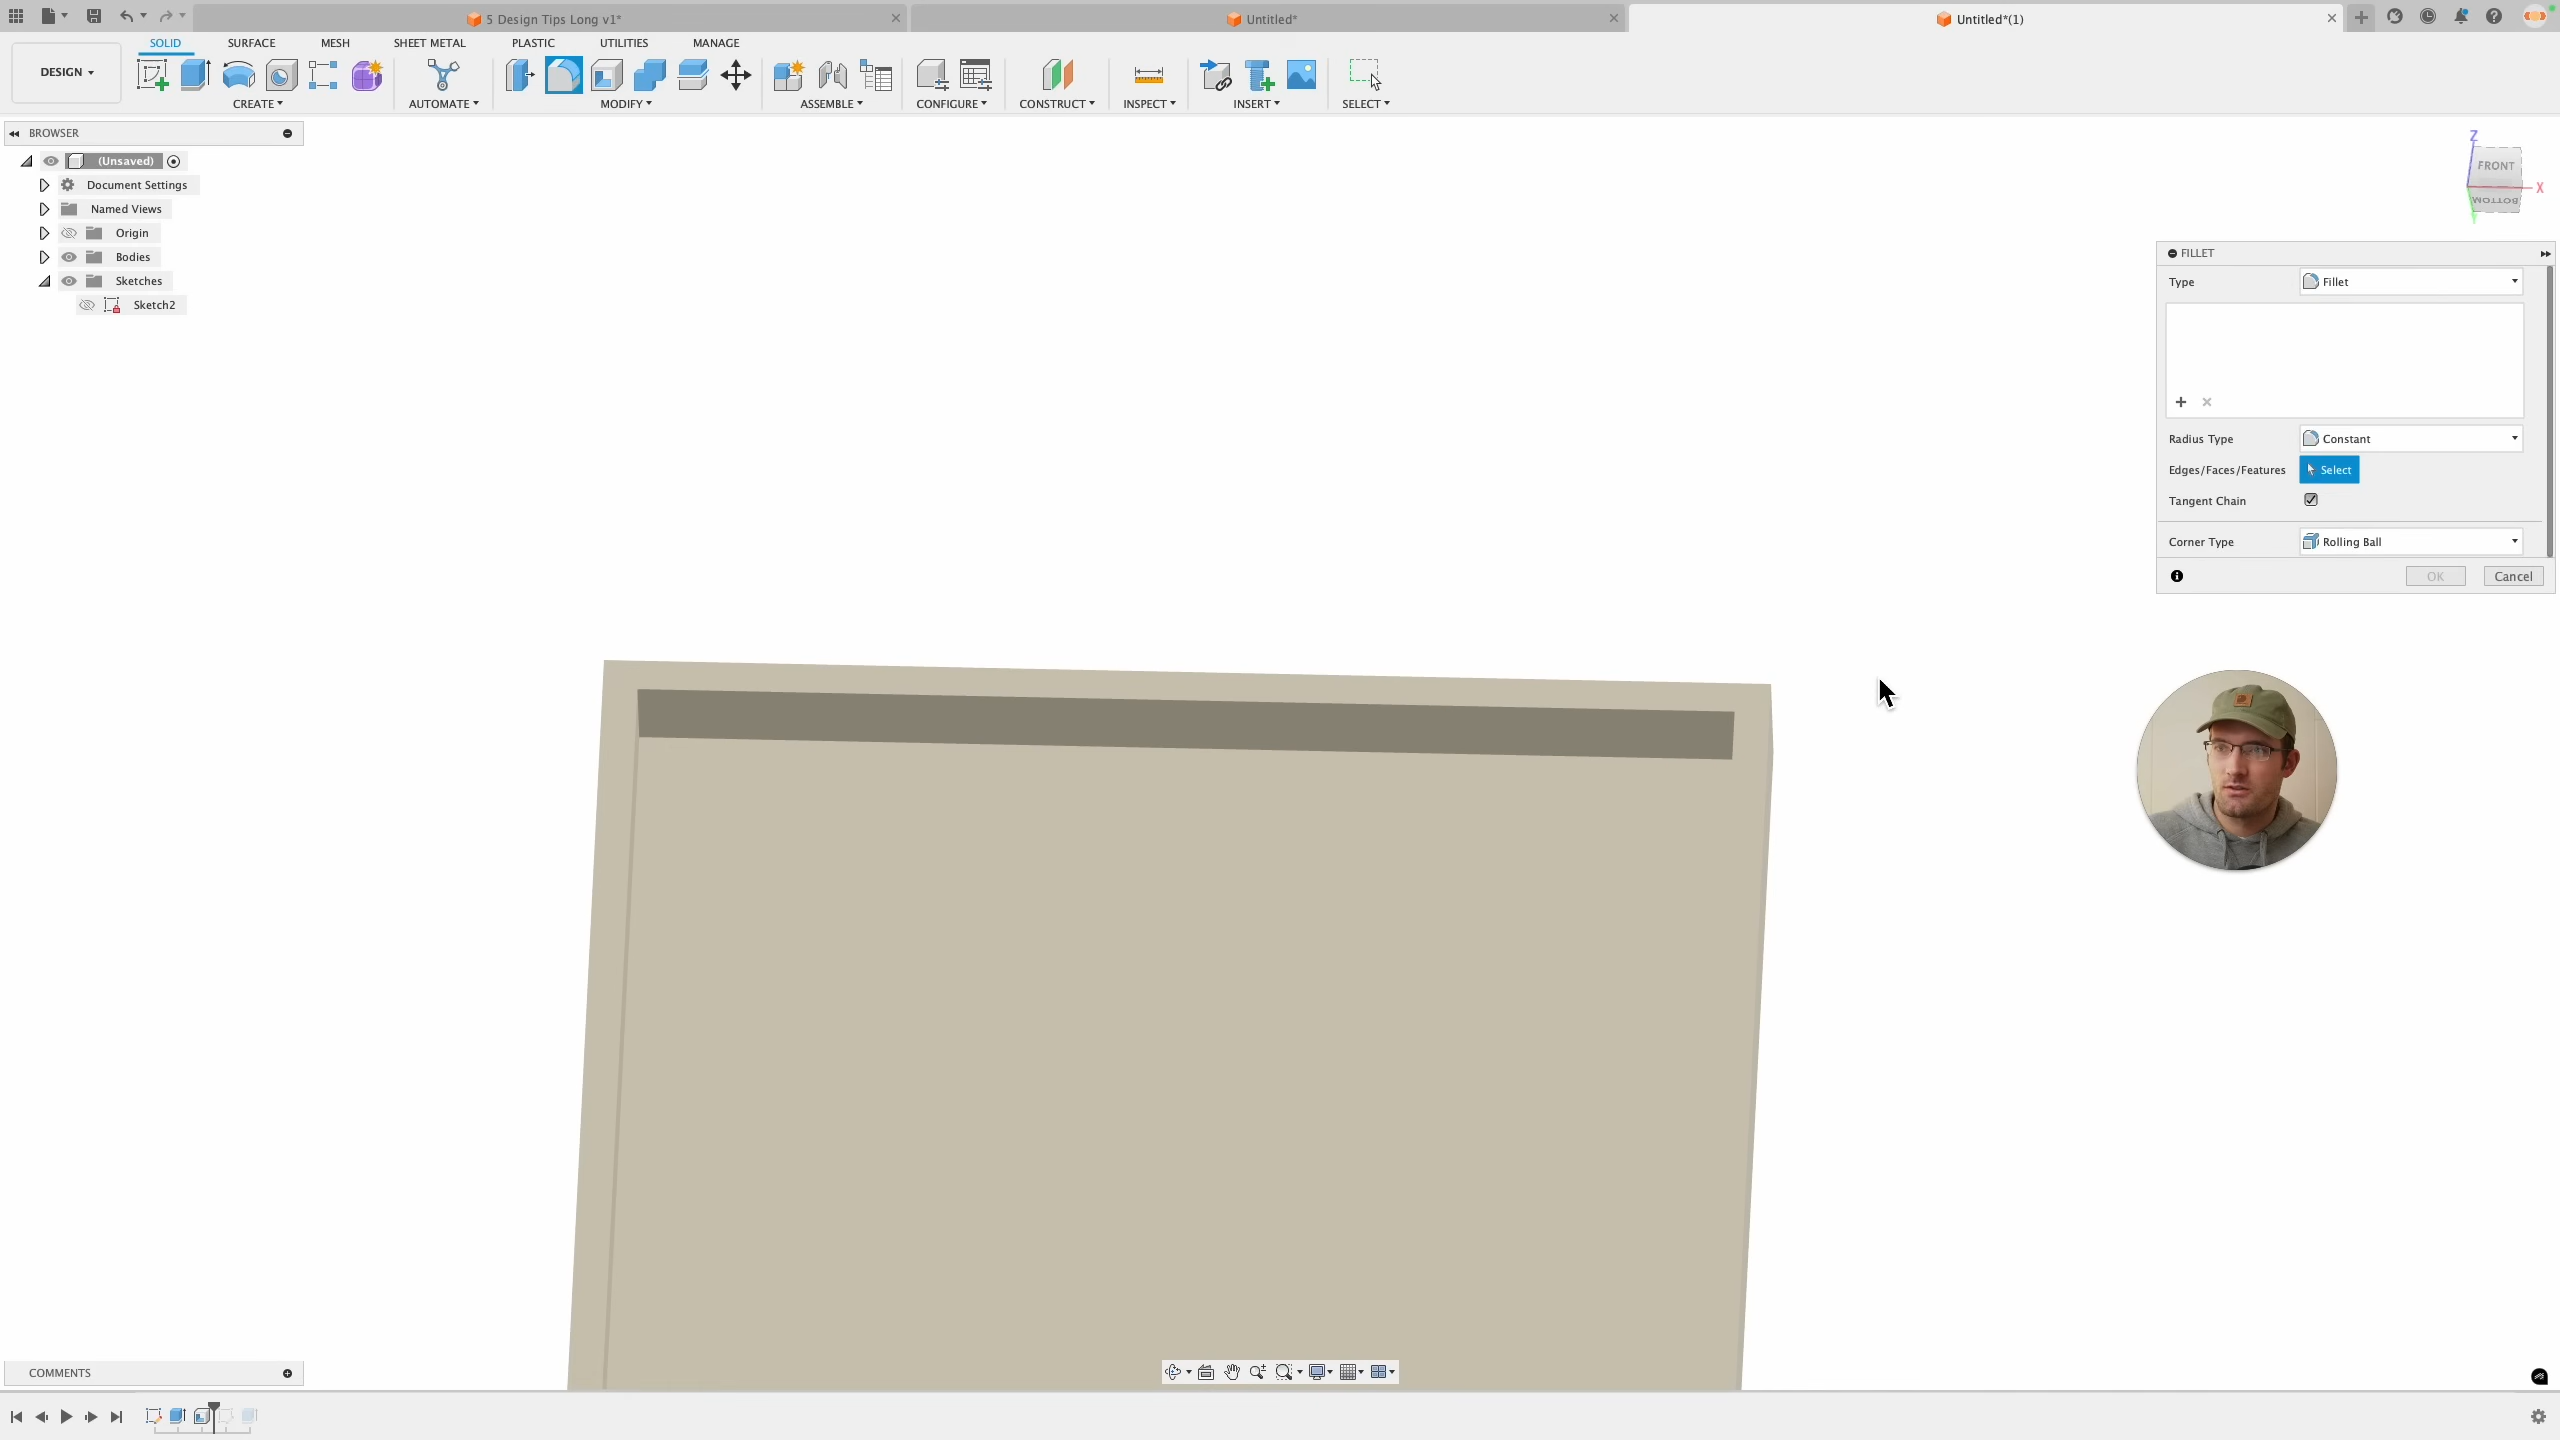 5 Design Tips Long v1*
Untitled*
Untitled*(1)
SOLID SURFACE MESH SHEET METAL PLASTIC UTILITIES MANAGE
DESIGN
CREATE AUTOMATE MODIFY ASSEMBLE CONFIGURE CONSTRUCT INSPECT INSERT SELECT
BROWSER
(Unsaved)
Document Settings
Named Views
Origin
Bodies
Sketches
Sketch2
Z
FRONT
X
BOTTOM
FILLET
Type Fillet
Radius Type Constant
Edges/Faces/Features Select
Tangent Chain
Corner Type Rolling Ball
OK Cancel
COMMENTS